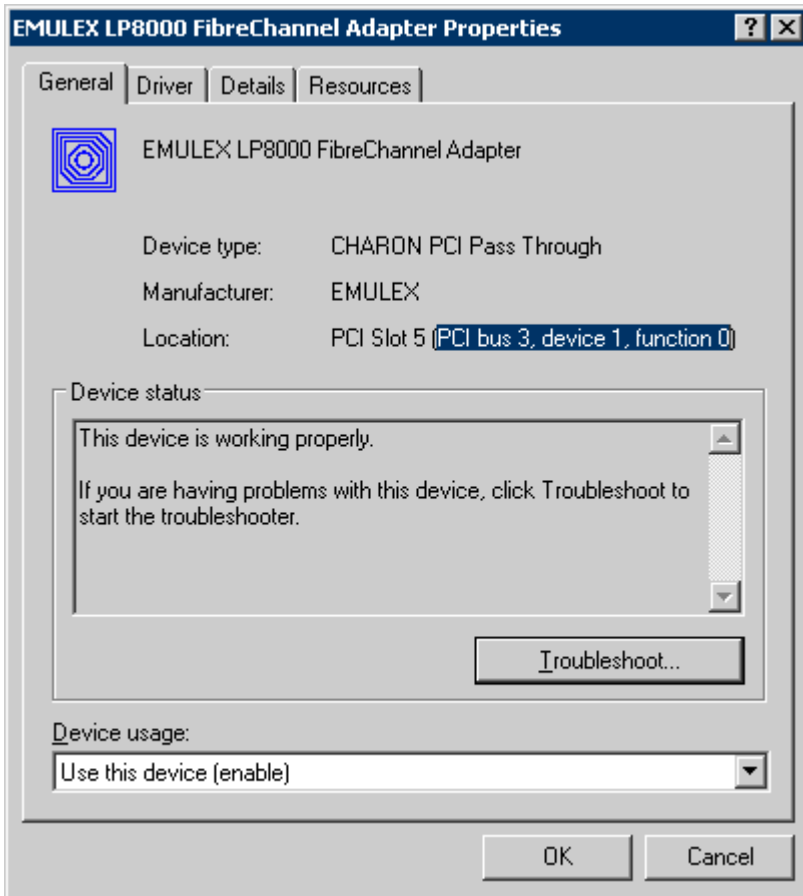 EMULEX LP8000 FibreChannel Adapter Properties
General Driver Details Resources
EMULEX LP8000 FibreChannel Adapter
Device type: CHARON PCI Pass Through
Manufacturer: EMULEX
Location: PCI Slot 5 (PCI bus 3, device 1, function 0)
Device status
This device is working properly.
If you are having problems with this device, click Troubleshoot to
start the troubleshooter.
Troubleshoot...
Device usage:
Use this device (enable)
OK Cancel